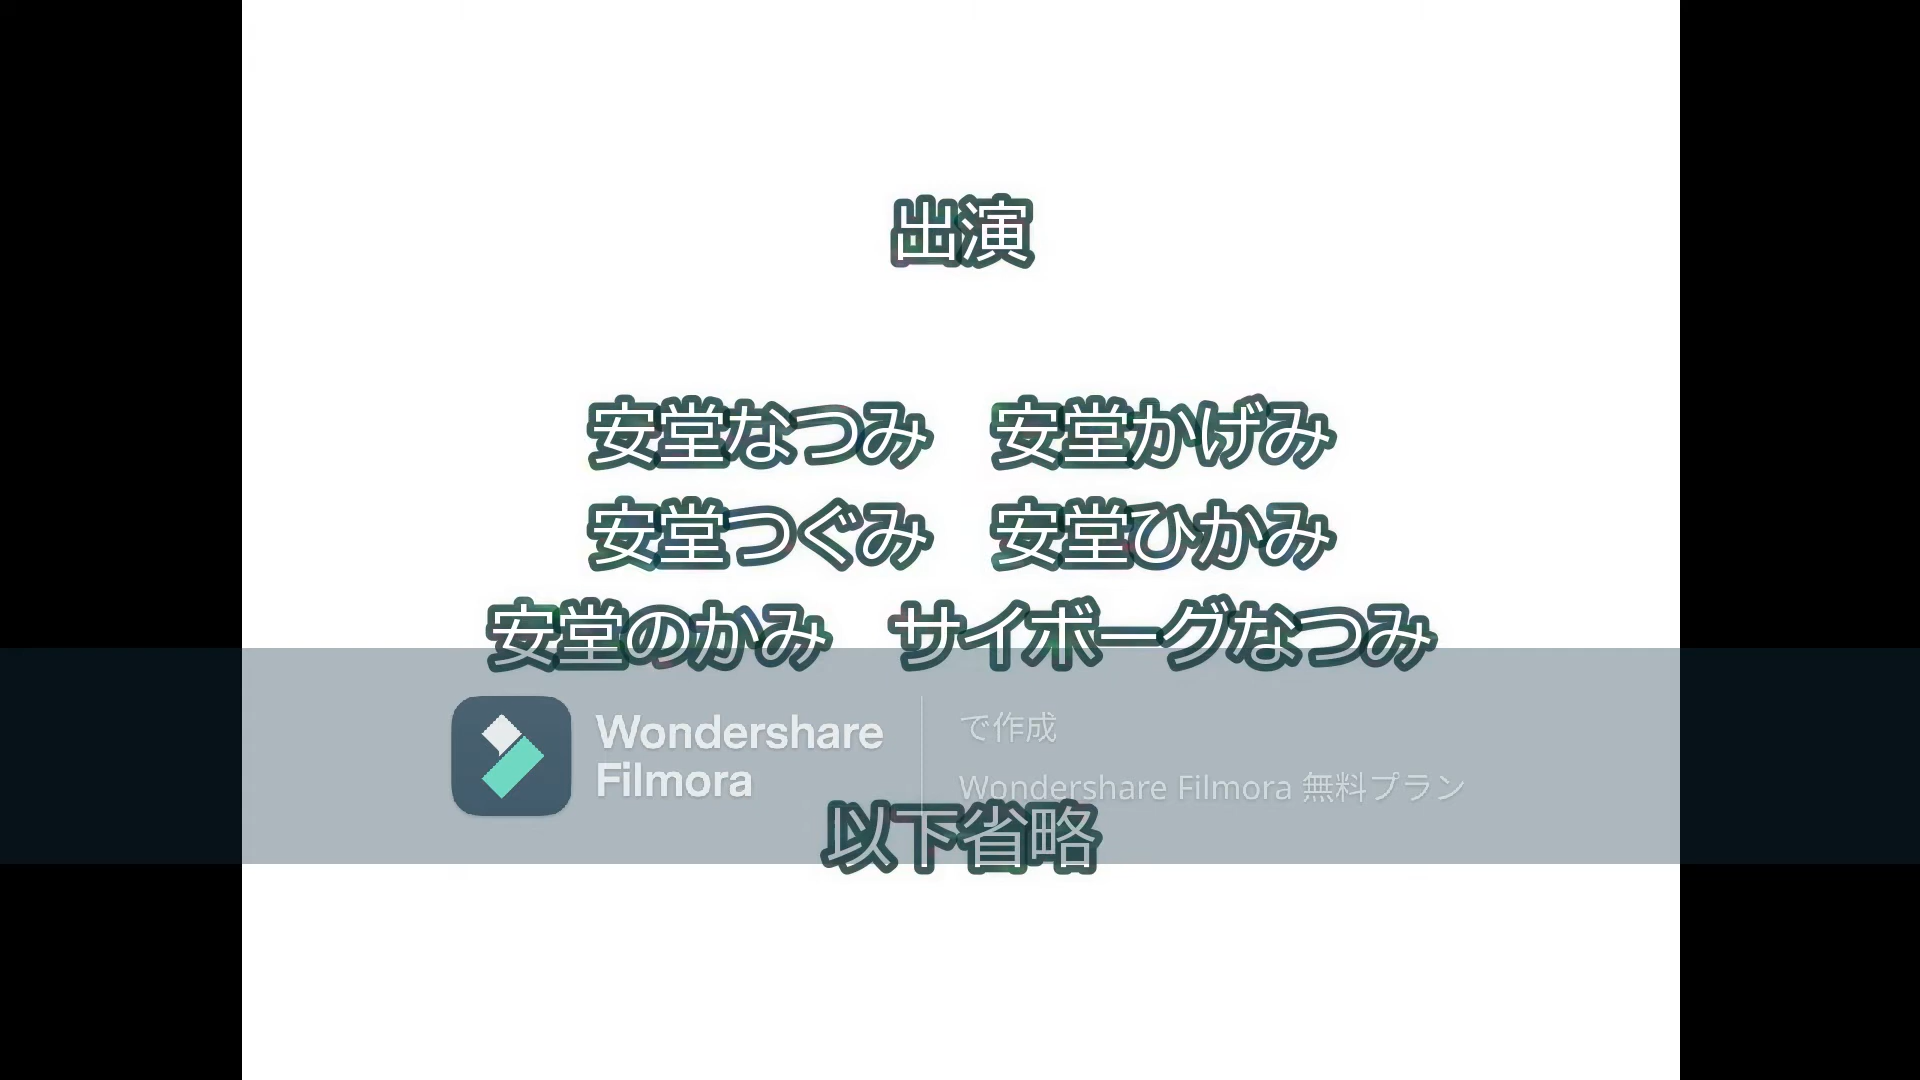 出演
安堂なつみ　安堂かげみ
安堂つぐみ　安堂ひかみ
安堂のかみ　サイボーグなつみ
Wondershare
Filmora
で作成
Wondershare Filmora 無料プラン
以下省略